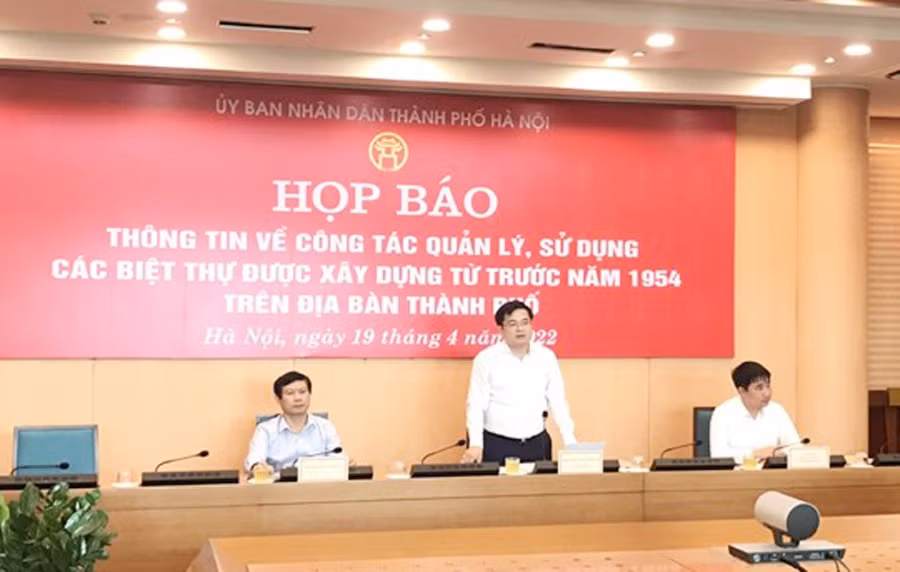 ỦY BAN NHÂN DÂN THÀNH PHỐ HÀ NỘI
HỌP BÁO
THÔNG TIN VỀ CÔNG TÁC QUẢN LÝ, SỬ DỤNG
CÁC BIỆT THỰ ĐƯỢC XÂY DỰNG TỪ TRƯỚC NĂM 1954
TRÊN ĐỊA BÀN THÀNH PHỐ
Hà Nội, ngày 19 tháng 4 năm 2022